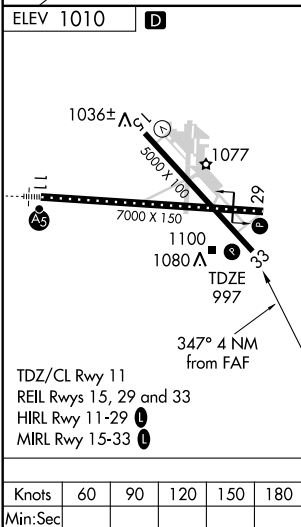 ELEV 1010 D
1036±
15
V
5000 X 100
1077
11
29
A5
7000 X 150
P
1100
1080
P
33
TDZE
997
347° 4 NM
from FAF
TDZ/CL Rwy 11
REIL Rwys 15, 29 and 33
HIRL Rwy 11-29 L
MIRL Rwy 15-33 L
Knots 60 90 120 150 180
Min:Sec